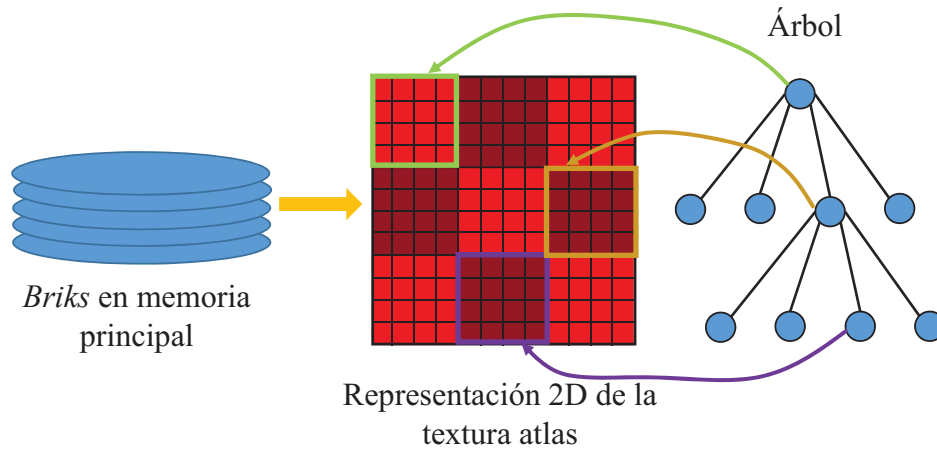 Árbol
Briks en memoria
principal
Representación 2D de la
textura atlas